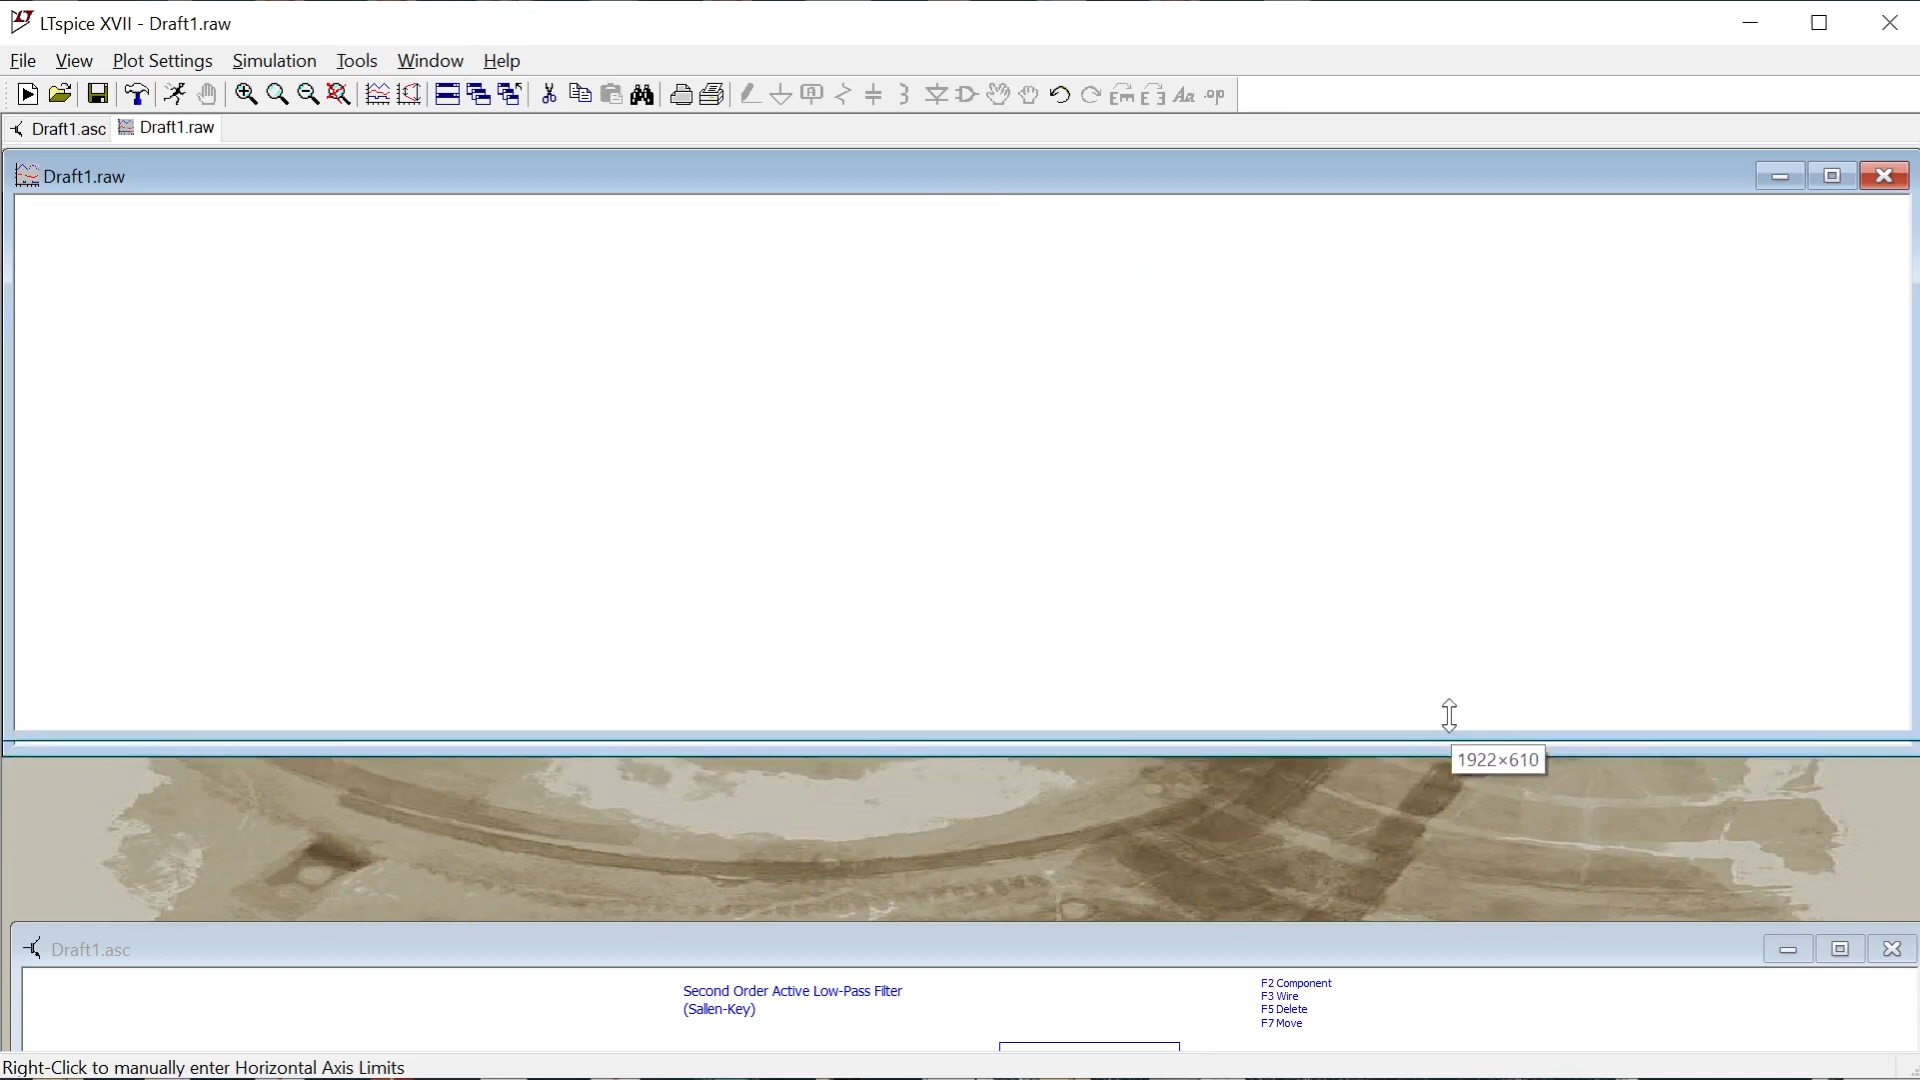 LTspice XVII - Draft1.raw
File View Plot Settings Simulation Tools Window Help
Aa .op
Draft1.asc Draft1.raw
Draft1.raw
1922×610
Draft1.asc
Second Order Active Low-Pass Filter
(Sallen-Key)
F2 Component
F3 Wire
F5 Delete
F7 Move
Right-Click to manually enter Horizontal Axis Limits